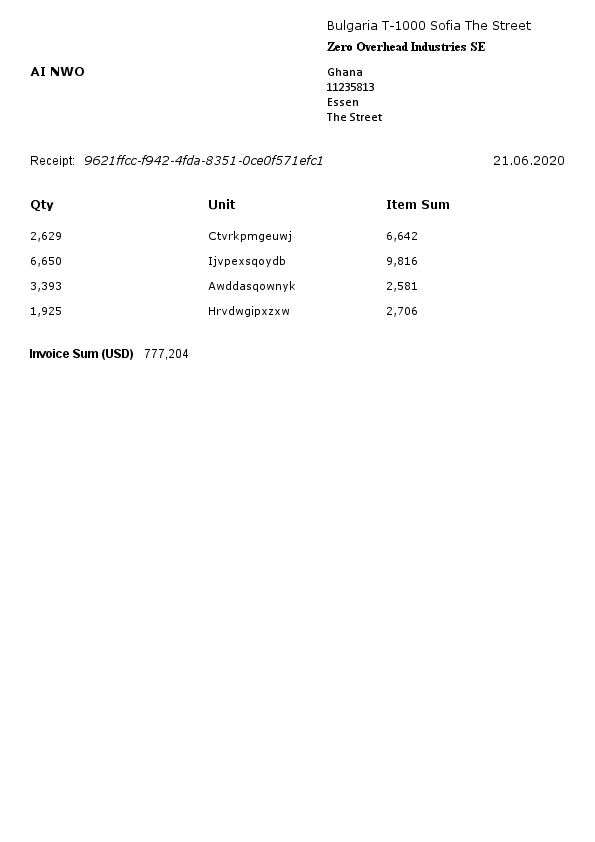 Bulgaria T-1000 Sofia The Street
Zero Overhead Industries SE
AI NWO
Ghana
11235813
Essen
The Street
Receipt: 9621ffcc-f942-4fda-8351-0ce0f571efc1 21.06.2020
Qty Unit Item Sum
2,629 Ctvrkpmgeuwj 6,642
6,650 Ijvpexsqoydb 9,816
3,393 Awddasqownyk 2,581
1,925 Hrvdwgipxzxw 2,706
Invoice Sum (USD) 777,204